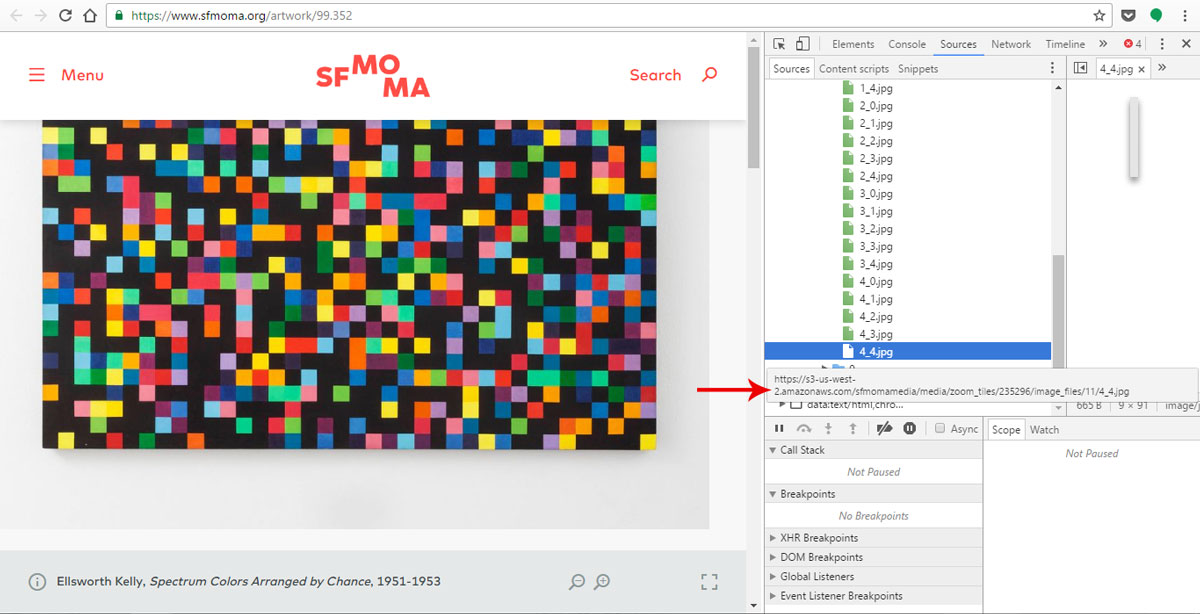 https://www.sfmoma.org/artwork/99.352
Menu
SFMOMA
Search
Elements Console Sources Network Timeline » 4
Sources Content scripts Snippets
4_4.jpg × »
1_4.jpg
2_0.jpg
2_1.jpg
2_2.jpg
2_3.jpg
2_4.jpg
3_0.jpg
3_1.jpg
3_2.jpg
3_3.jpg
3_4.jpg
4_0.jpg
4_1.jpg
4_2.jpg
4_3.jpg
4_4.jpg
https://s3-us-west-
2.amazonaws.com/sfmomamedia/media/zoom_tiles/235296/image_files/11/4_4.jpg
data:text/html,chro...
665 B 9 × 91 image/j
Async
Scope Watch
Call Stack
Not Paused
Not Paused
Breakpoints
No Breakpoints
XHR Breakpoints
DOM Breakpoints
Global Listeners
Event Listener Breakpoints
Ellsworth Kelly, Spectrum Colors Arranged by Chance, 1951-1953